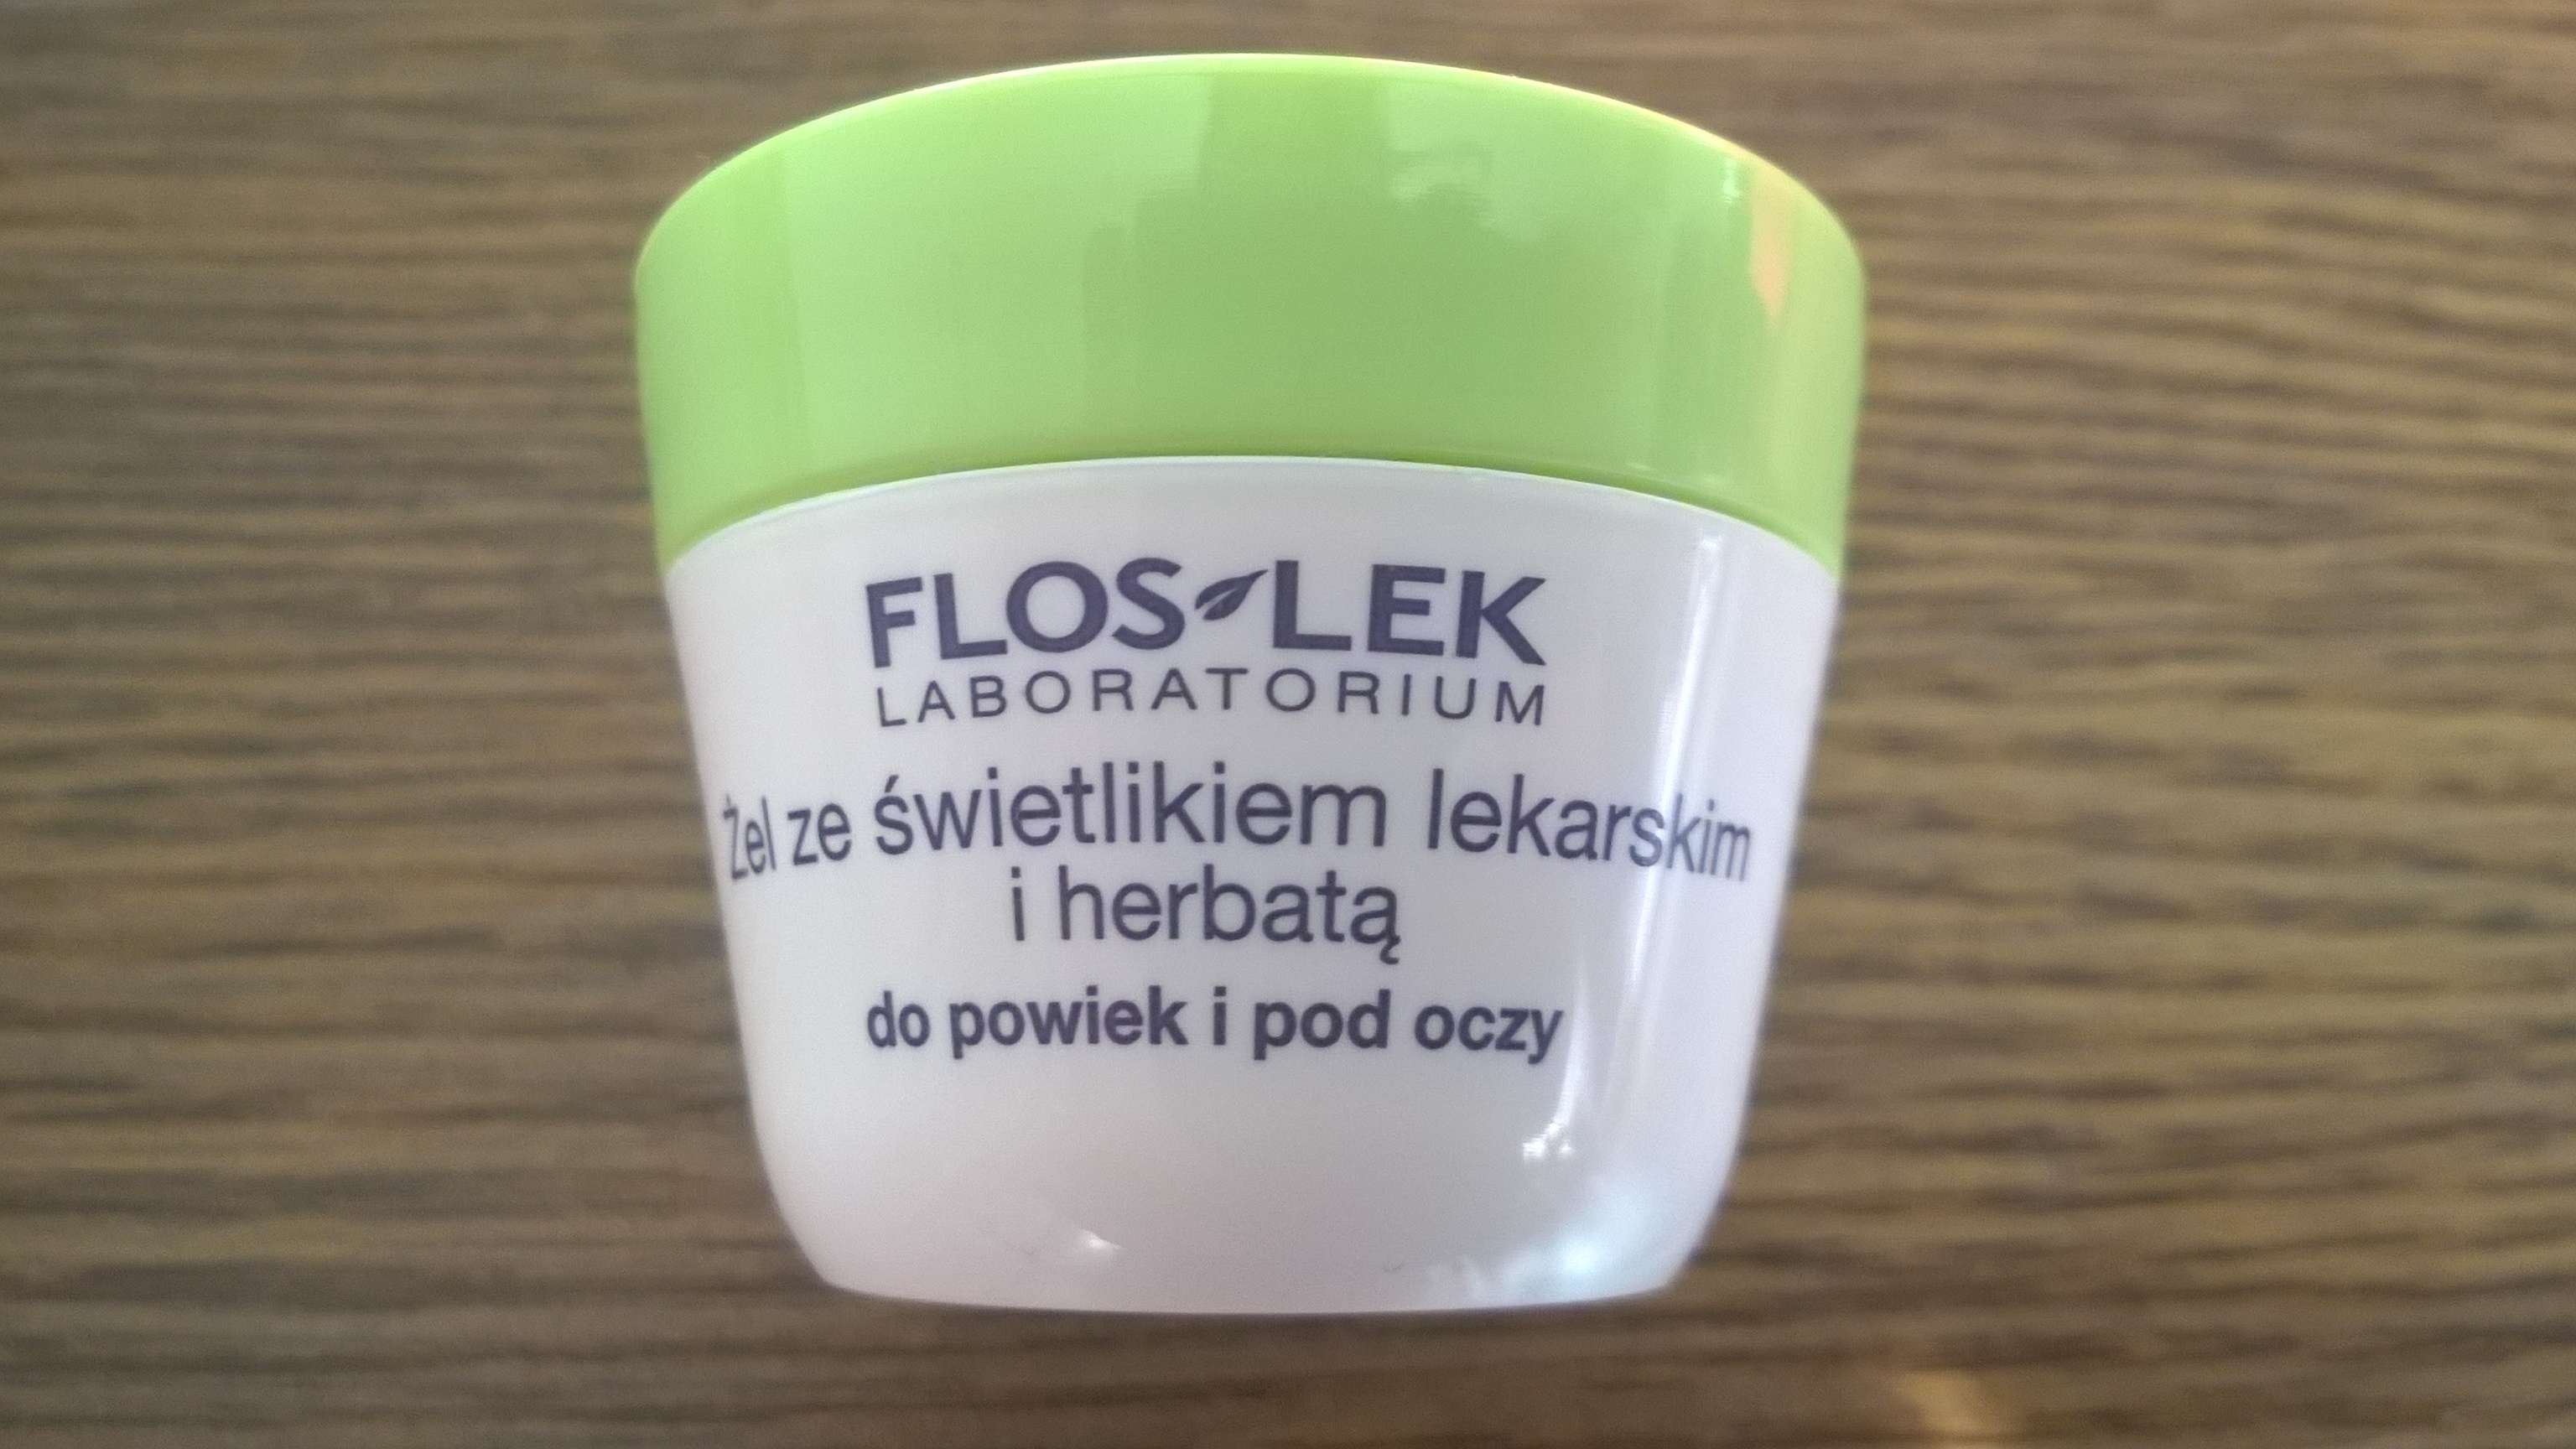 FLOS LEK
LABORATORIUM
Żel ze świetlikiem lekarskim
i herbatą
do powiek i pod oczy